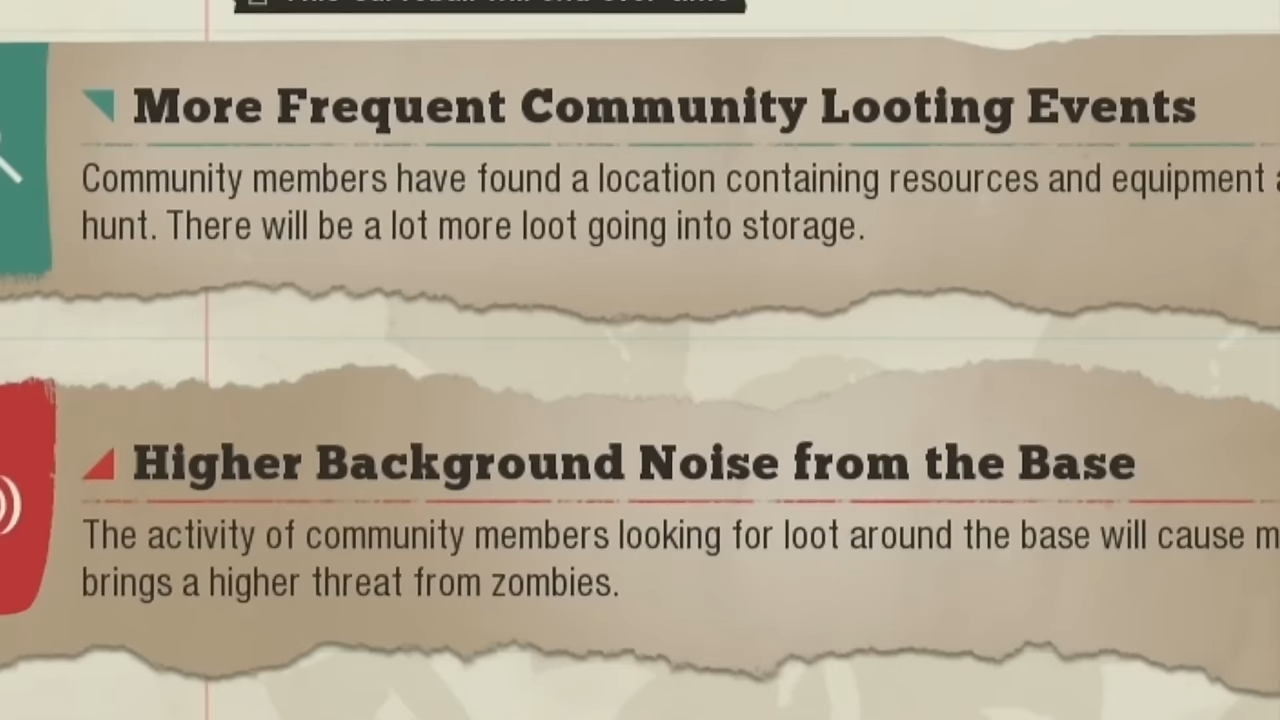 More Frequent Community Looting Events
Community members have found a location containing resources and equipment
hunt. There will be a lot more loot going into storage.
Higher Background Noise from the Base
The activity of community members looking for loot around the base will cause
brings a higher threat from zombies.